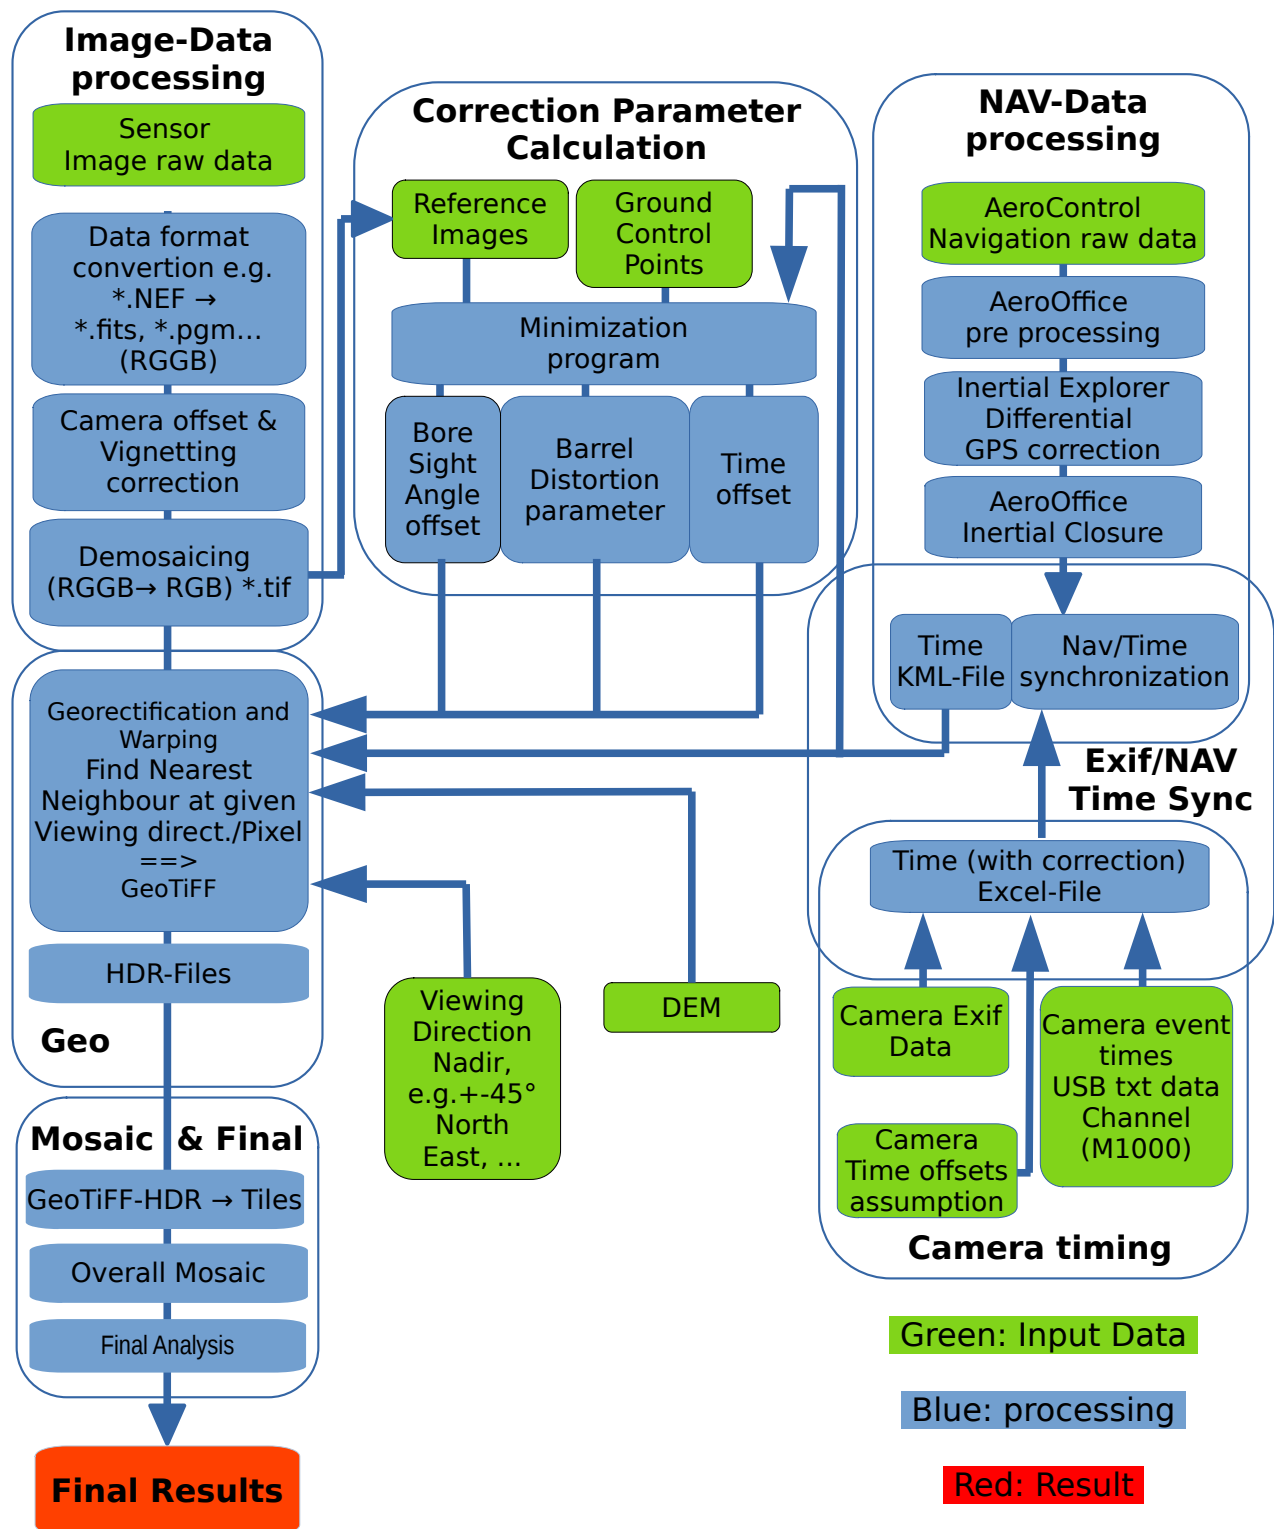 Image-Data
processing
Sensor
Image raw data
Data format
convertion e.g.
*.NEF →
*.fits, *.pgm...
(RGGB)
Camera offset &
Vignetting
correction
Demosaicing
(RGGB→ RGB) *.tif
Correction Parameter
Calculation
Reference
Images
Ground
Control
Points
Minimization
program
Bore
Sight
Angle
offset
Barrel
Distortion
parameter
Time
offset
NAV-Data
processing
AeroControl
Navigation raw data
AeroOffice
pre processing
Inertial Explorer
Differential
GPS correction
AeroOffice
Inertial Closure
Time
KML-File
Nav/Time
synchronization
Exif/NAV
Time Sync
Time (with correction)
Excel-File
Camera Exif
Data
Camera event
times
USB txt data
Channel
(M1000)
Camera
Time offsets
assumption
Camera timing
Georectification and
Warping
Find Nearest
Neighbour at given
Viewing direct./Pixel
==>
GeoTiFF
HDR-Files
Geo
Viewing
Direction
Nadir,
e.g.+-45°
North
East, ...
DEM
Mosaic & Final
GeoTiFF-HDR → Tiles
Overall Mosaic
Final Analysis
Final Results
Green: Input Data
Blue: processing
Red: Result